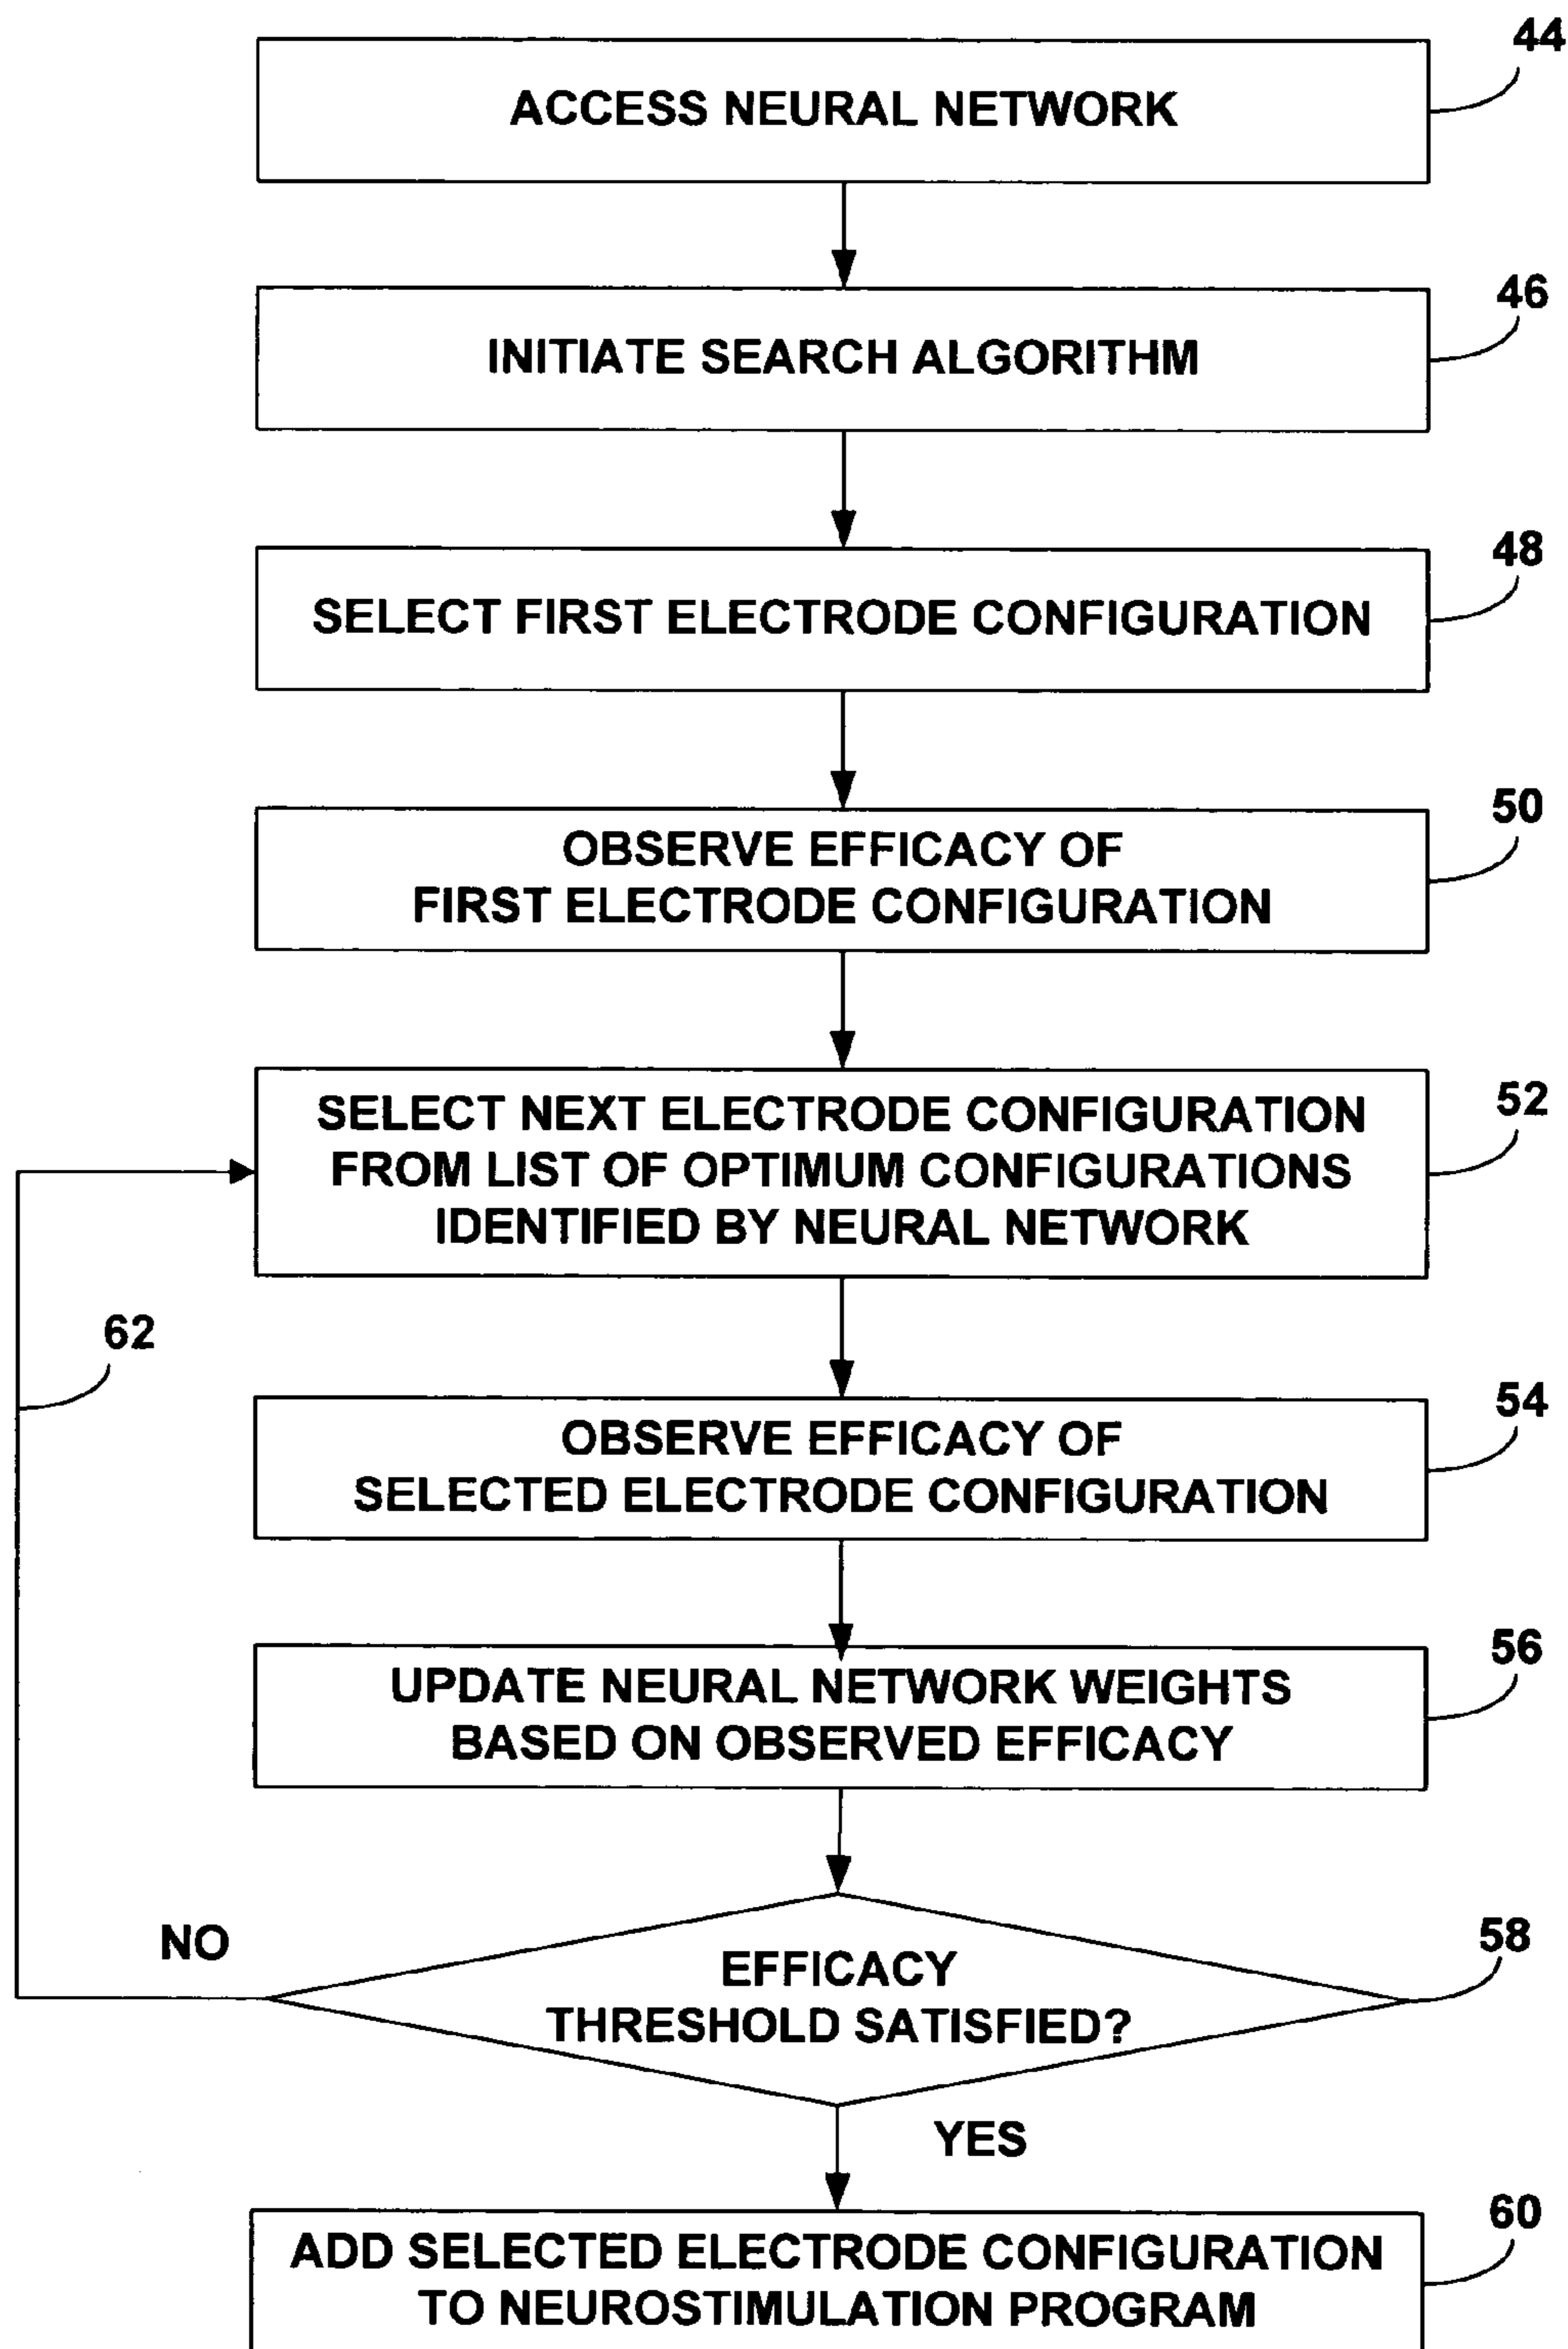 44
ACCESS NEURAL NETWORK
46
INITIATE SEARCH ALGORITHM
48
SELECT FIRST ELECTRODE CONFIGURATION
50
OBSERVE EFFICACY OF
FIRST ELECTRODE CONFIGURATION
52
SELECT NEXT ELECTRODE CONFIGURATION
FROM LIST OF OPTIMUM CONFIGURATIONS
IDENTIFIED BY NEURAL NETWORK
62
54
OBSERVE EFFICACY OF
SELECTED ELECTRODE CONFIGURATION
56
UPDATE NEURAL NETWORK WEIGHTS
BASED ON OBSERVED EFFICACY
NO
58
EFFICACY
THRESHOLD SATISFIED?
YES
60
ADD SELECTED ELECTRODE CONFIGURATION
TO NEUROSTIMULATION PROGRAM